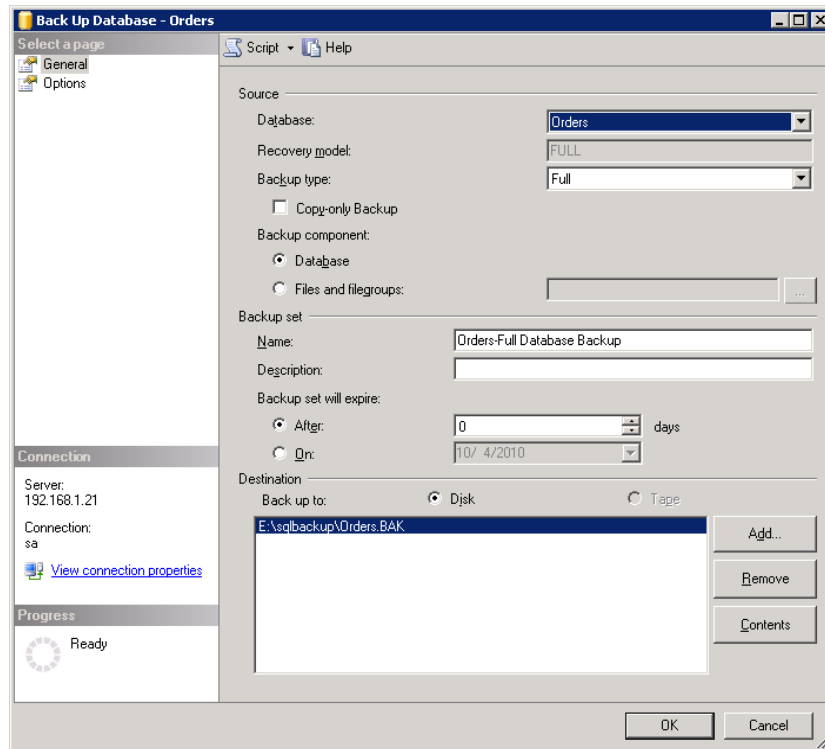 Back Up Database - Orders
Select a page
General
Options
Script Help
Source
Database: Orders
Recovery model: FULL
Backup type: Full
Copy-only Backup
Backup component:
Database
Files and filegroups: ...
Backup set
Name: Orders-Full Database Backup
Description:
Backup set will expire:
After: 0 days
On: 10/ 4/2010
Destination
Back up to: Disk Tape
E:\sqlbackup\Orders.BAK
Add...
Remove
Contents
Connection
Server:
192.168.1.21
Connection:
sa
View connection properties
Progress
Ready
OK Cancel